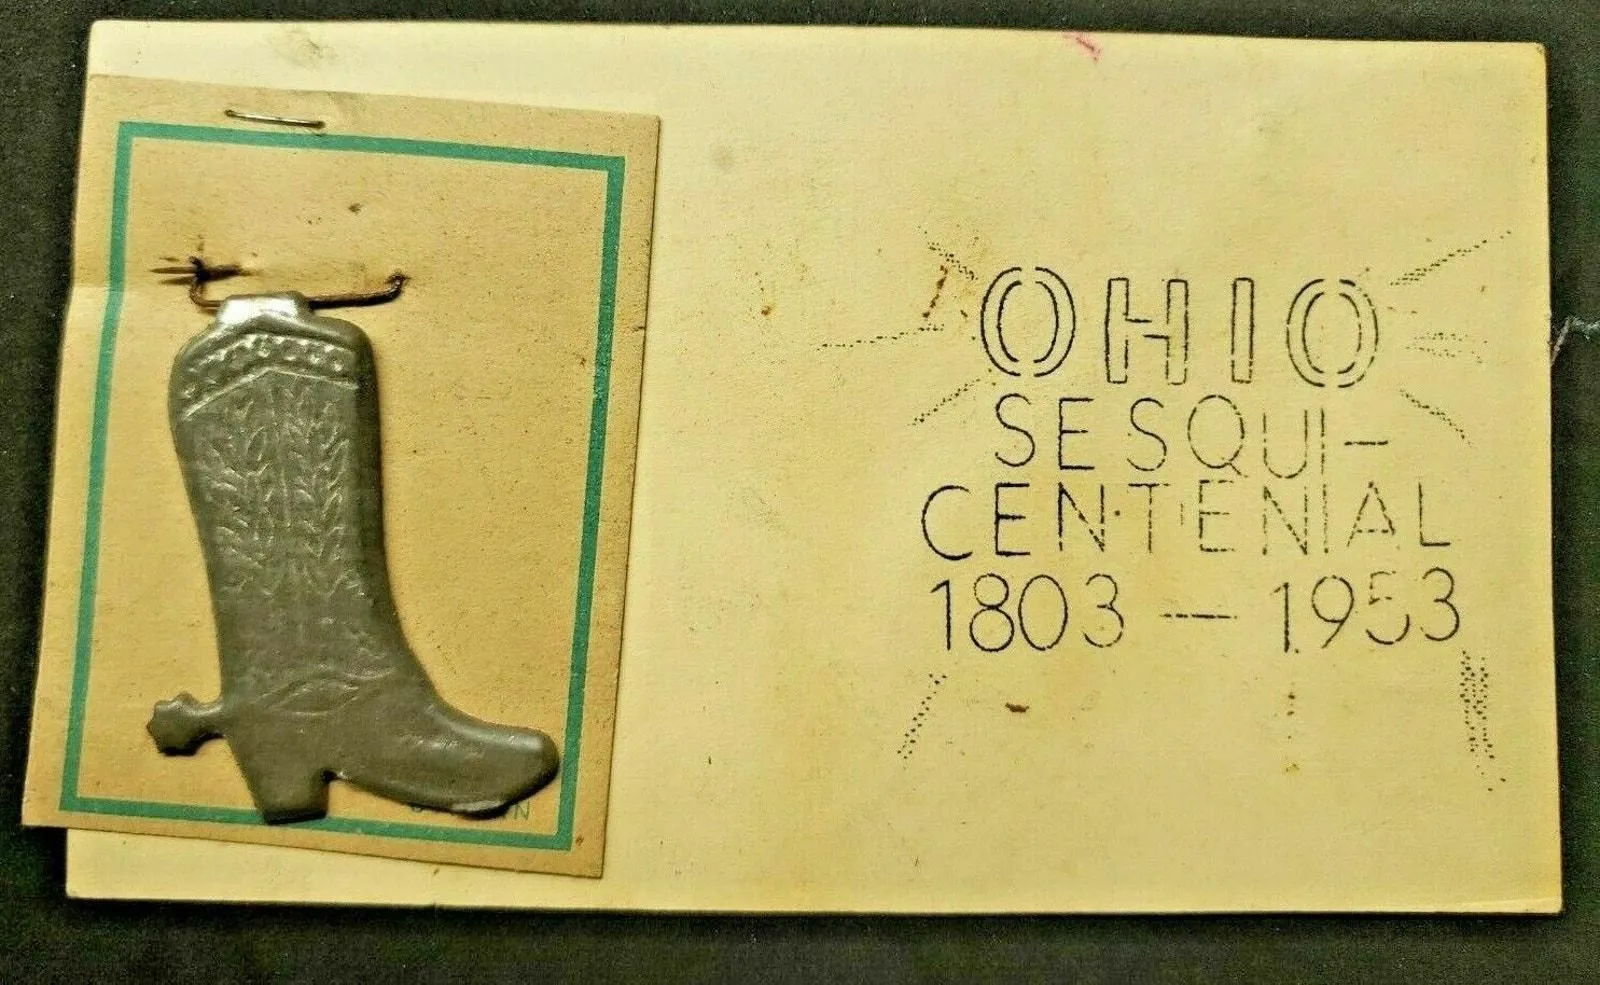 OHIO
SESQUI-
CENTENIAL
1803 — 1953